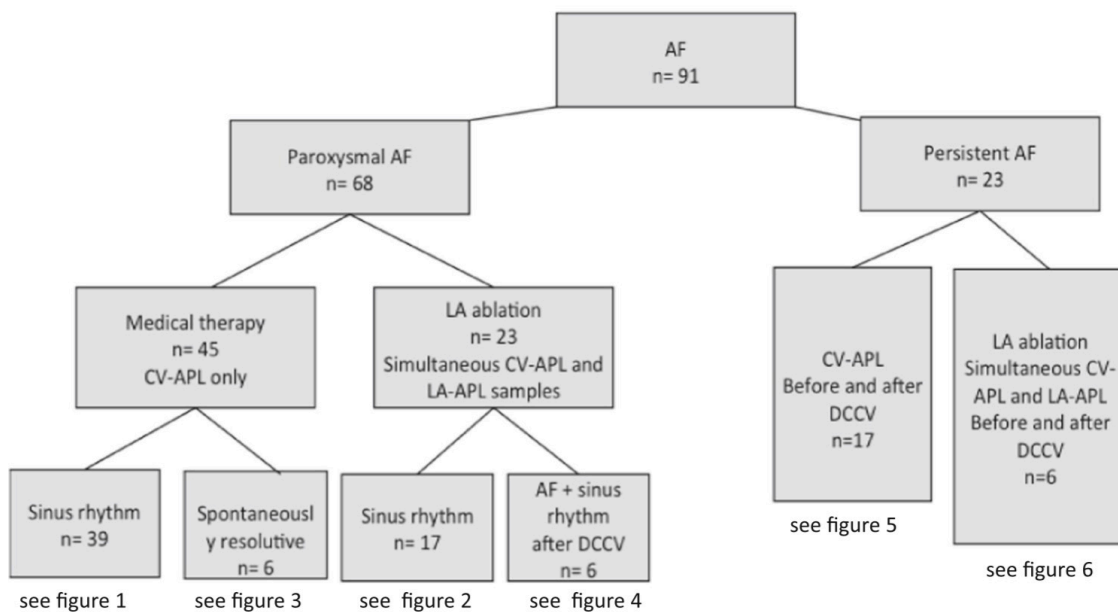 AF
n= 91
Paroxysmal AF
n= 68
Persistent AF
n= 23
Medical therapy
n= 45
CV-APL only
LA ablation
n= 23
Simultaneous CV-APL and
LA-APL samples
CV-APL
Before and after
DCCV
n=17
LA ablation
Simultaneous CV-
APL and LA-APL
Before and after
DCCV
n=6
Sinus rhythm
n= 39
Spontaneousl
y resolutive
n= 6
Sinus rhythm
n= 17
AF + sinus
rhythm
after DCCV
n= 6
see figure 1
see figure 3
see figure 2
see figure 4
see figure 5
see figure 6